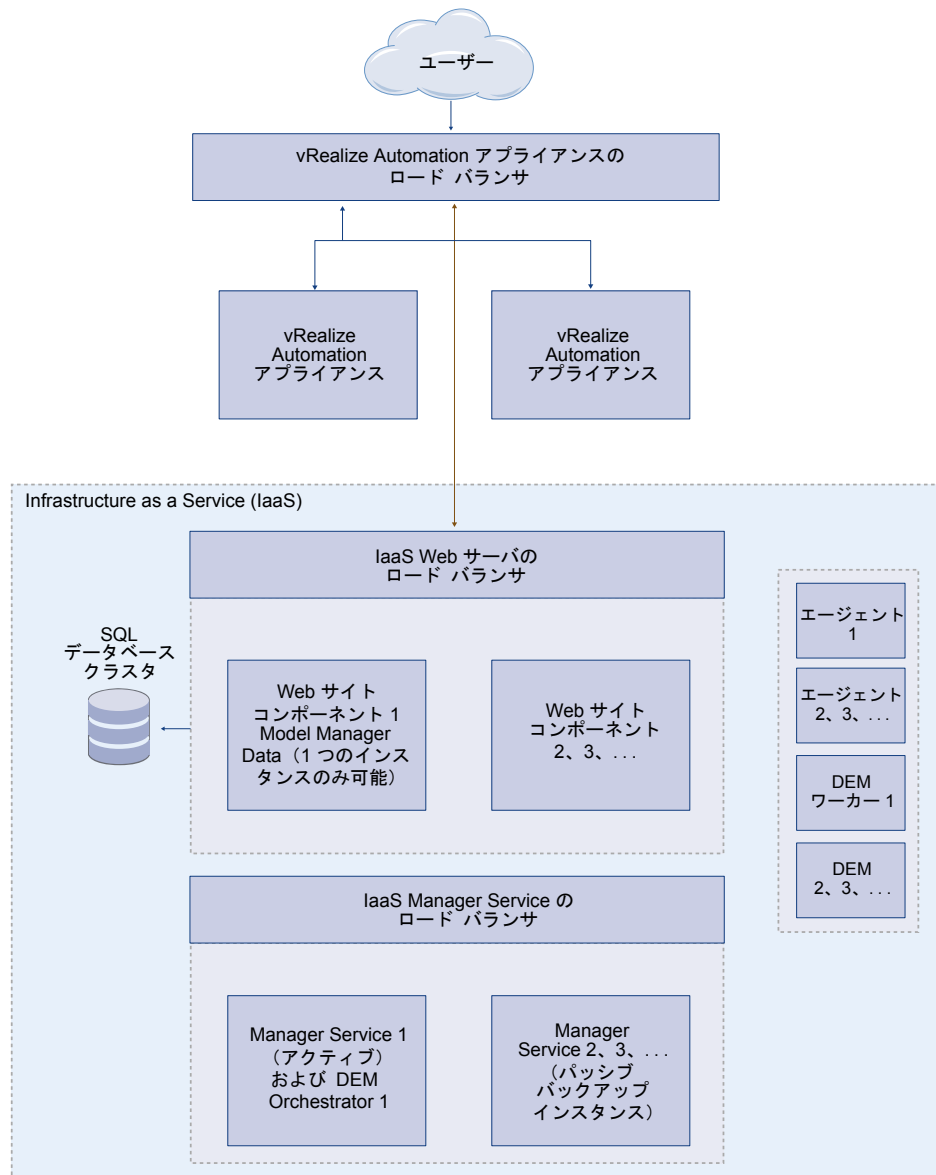 ユーザー
vRealize Automation アプライアンスの
ロード バランサ
vRealize
Automation
アプライアンス
vRealize
Automation
アプライアンス
Infrastructure as a Service (IaaS)
IaaS Web サーバの
ロード バランサ
SQL
データベース
クラスタ
Web サイト
コンポーネント 1
Model Manager
Data（1 つのインス
タンスのみ可能）
Web サイト
コンポーネント
2、3、. . .
エージェント
1
エージェント
2、3、. . .
DEM
ワーカー 1
DEM
2、3、. . .
IaaS Manager Service の
ロード バランサ
Manager Service 1
（アクティブ）
および DEM
Orchestrator 1
Manager
Service 2、3、. . .
（パッシブ
バックアップ
インスタンス）